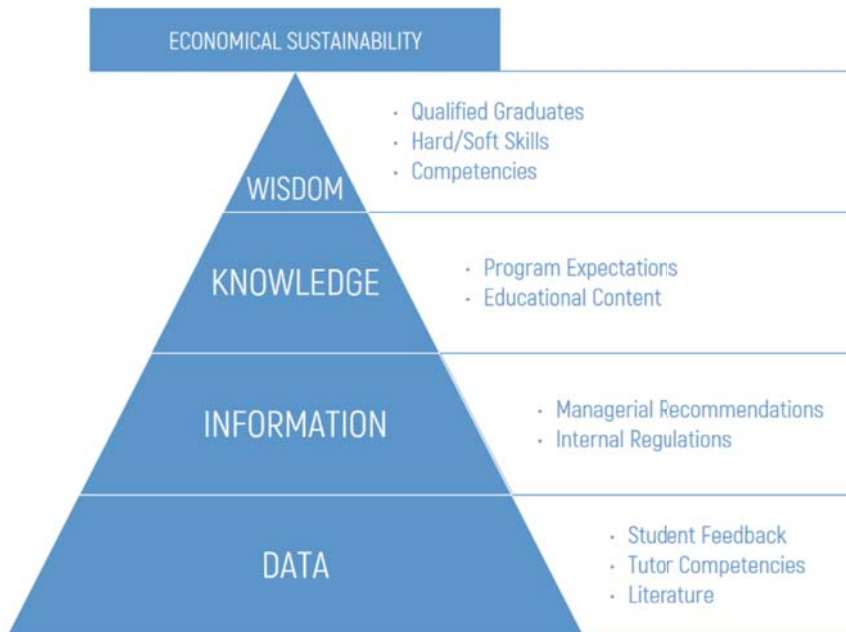 ECONOMICAL SUSTAINABILITY
• Qualified Graduates
• Hard/Soft Skills
• Competencies
WISDOM
• Program Expectations
• Educational Content
KNOWLEDGE
• Managerial Recommendations
• Internal Regulations
INFORMATION
• Student Feedback
• Tutor Competencies
• Literature
DATA